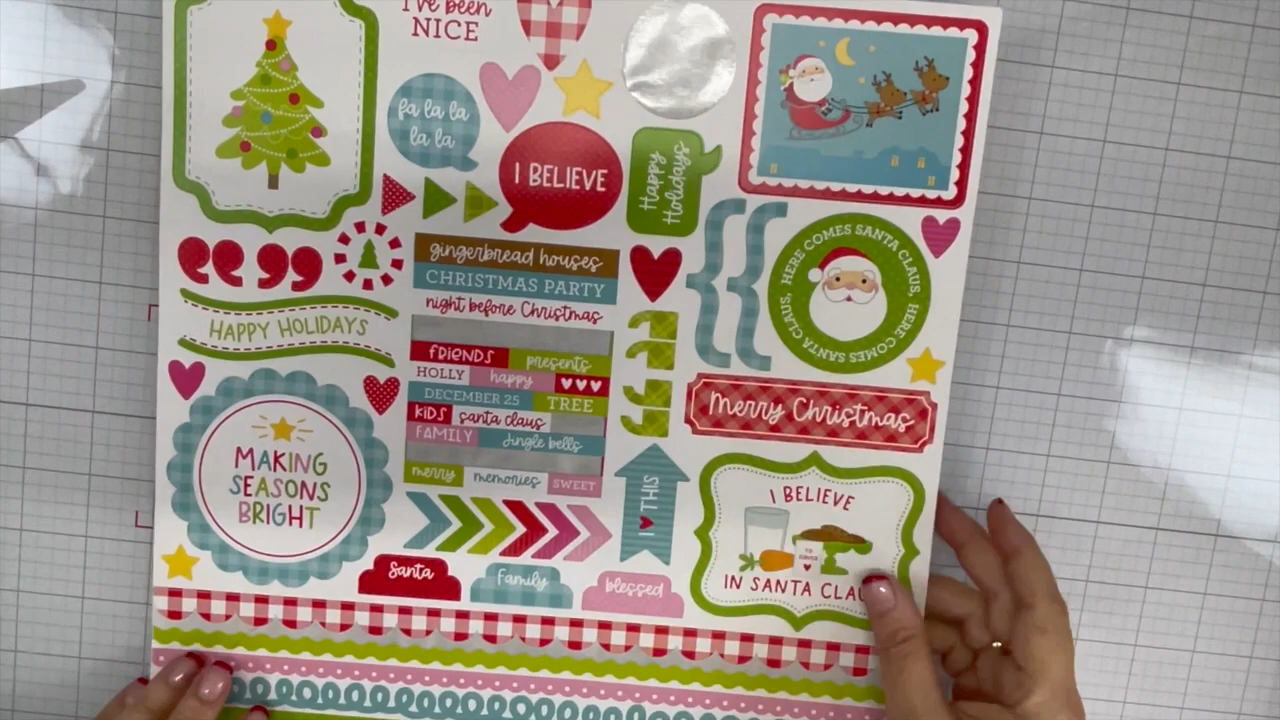 I've been
NICE
fa la la
la la
I BELIEVE
Happy
Holidays
HERE COMES SANTA CLAUS, HERE COMES SANTA CLAUS,
gingerbread houses
CHRISTMAS PARTY
night before Christmas
HAPPY HOLIDAYS
FRIENDS presents
HOLLY happy
DECEMBER 25 TREE
KIDS santa claus
FAMILY Jingle bells
merry memories SWEET
Merry Christmas
MAKING
SEASONS
BRIGHT
I THIS
I BELIEVE
TO
SANTA
IN SANTA CLAU
Santa
Family
blessed